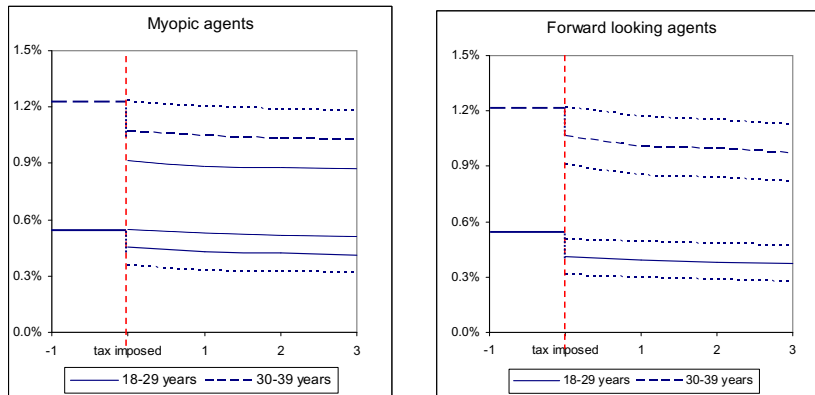 Myopic agents
1.5%
1.2%
0.9%
0.6%
0.3%
0.0%
-1 tax imposed 1 2 3
18-29 years 30-39 years
Forward looking agents
1.5%
1.2%
0.9%
0.6%
0.3%
0.0%
-1 tax imposed 1 2 3
18-29 years 30-39 years